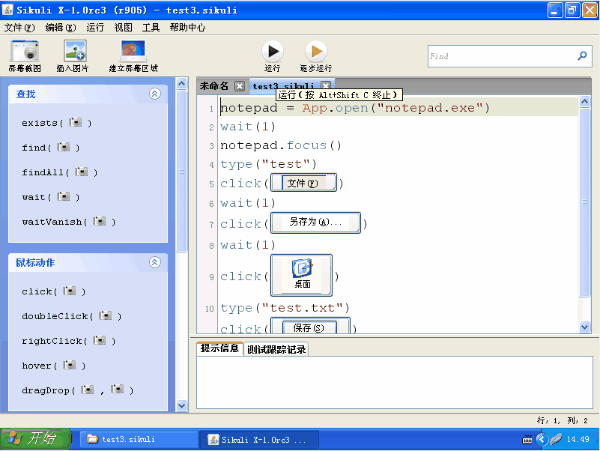 Sikuli X-1.0rc3 (r905) - test3.sikuli
文件(F) 编辑(E) 运行 视图 工具 帮助中心
屏幕截图 插入图片 建立屏幕区域 运行 逐步运行 Find
查找
exists( )
find( )
findAll( )
wait( )
waitVanish( )
鼠标动作
click( )
doubleClick( )
rightClick( )
hover( )
dragDrop( , )
未命名 test3.sikuli
运行(按 Alt+Shift C 终止)
1 notepad = App.open("notepad.exe")
2 wait(1)
3 notepad.focus()
4 type("test")
5 click( 文件(F) )
6 wait(1)
7 click( 另存为(A)... )
8 wait(1)
9 click( 桌面 )
10 type("test.txt")
click( 保存(S) )
提示信息 测试跟踪记录
行: 1, 列: 2
开始 test3.sikuli Sikuli X-1.0rc3 ... 14:49